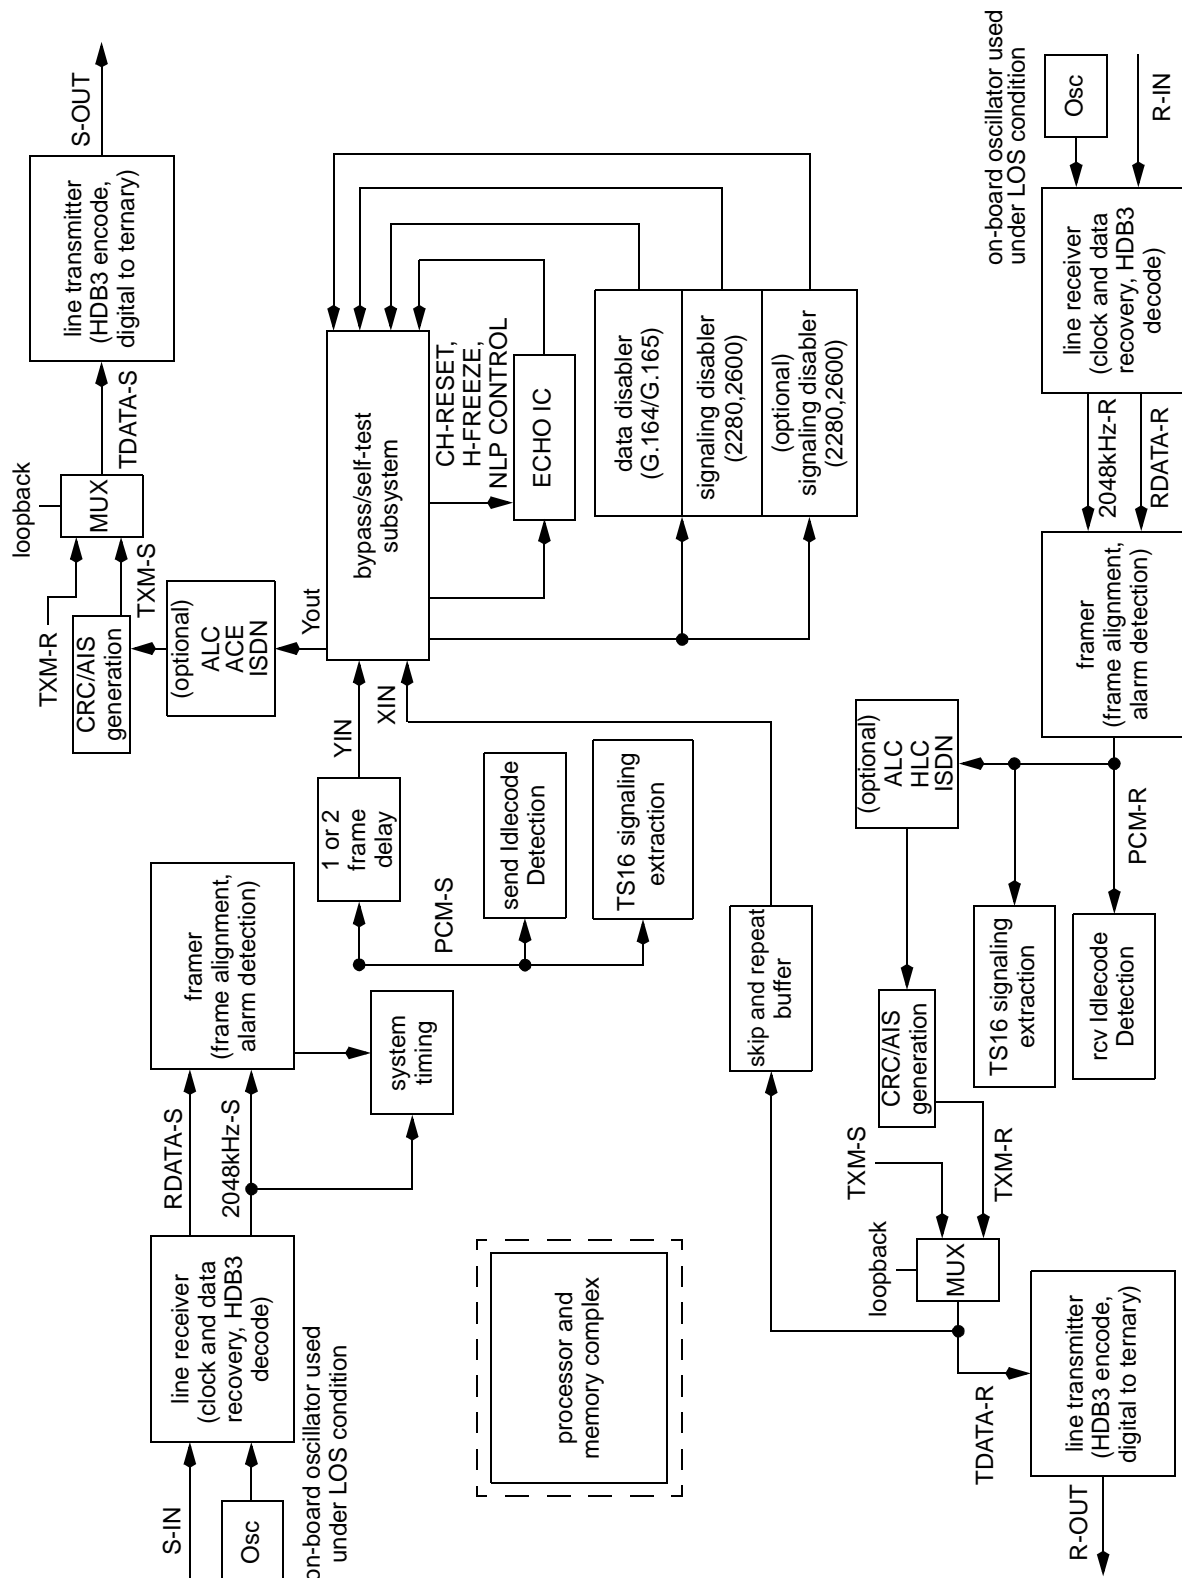 S-IN
Osc
on-board oscillator used
under LOS condition
line receiver
(clock and data
recovery, HDB3
decode)
RDATA-S
2048kHz-S
framer
(frame alignment,
alarm detection)
system
timing
PCM-S
1 or 2
frame
delay
send Idlecode
Detection
TS16 signaling
extraction
YIN
XIN
bypass/self-test
subsystem
Yout
(optional)
ALC
ACE
ISDN
CRC/AIS
generation
TXM-R
TXM-S
loopback
MUX
TDATA-S
line transmitter
(HDB3 encode,
digital to ternary)
S-OUT
CH-RESET,
H-FREEZE,
NLP CONTROL
ECHO IC
data disabler
(G.164/G.165)
signaling disabler
(2280,2600)
(optional)
signaling disabler
(2280,2600)
processor and
memory complex
skip and repeat
buffer
on-board oscillator used
under LOS condition
Osc
R-IN
line receiver
(clock and data
recovery, HDB3
decode)
2048kHz-R
RDATA-R
framer
(frame alignment,
alarm detection)
PCM-R
(optional)
ALC
HLC
ISDN
TS16 signaling
extraction
rcv Idlecode
Detection
CRC/AIS
generation
TXM-S
TXM-R
loopback
MUX
TDATA-R
line transmitter
(HDB3 encode,
digital to ternary)
R-OUT